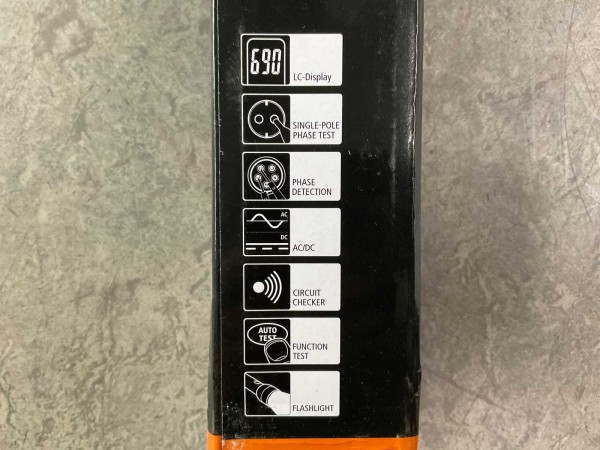 690
LC-Display
SINGLE-POLE
PHASE TEST
PHASE
DETECTION
AC
DC
AC/DC
CIRCUIT
CHECKER
AUTO
TEST
FUNCTION
TEST
FLASHLIGHT